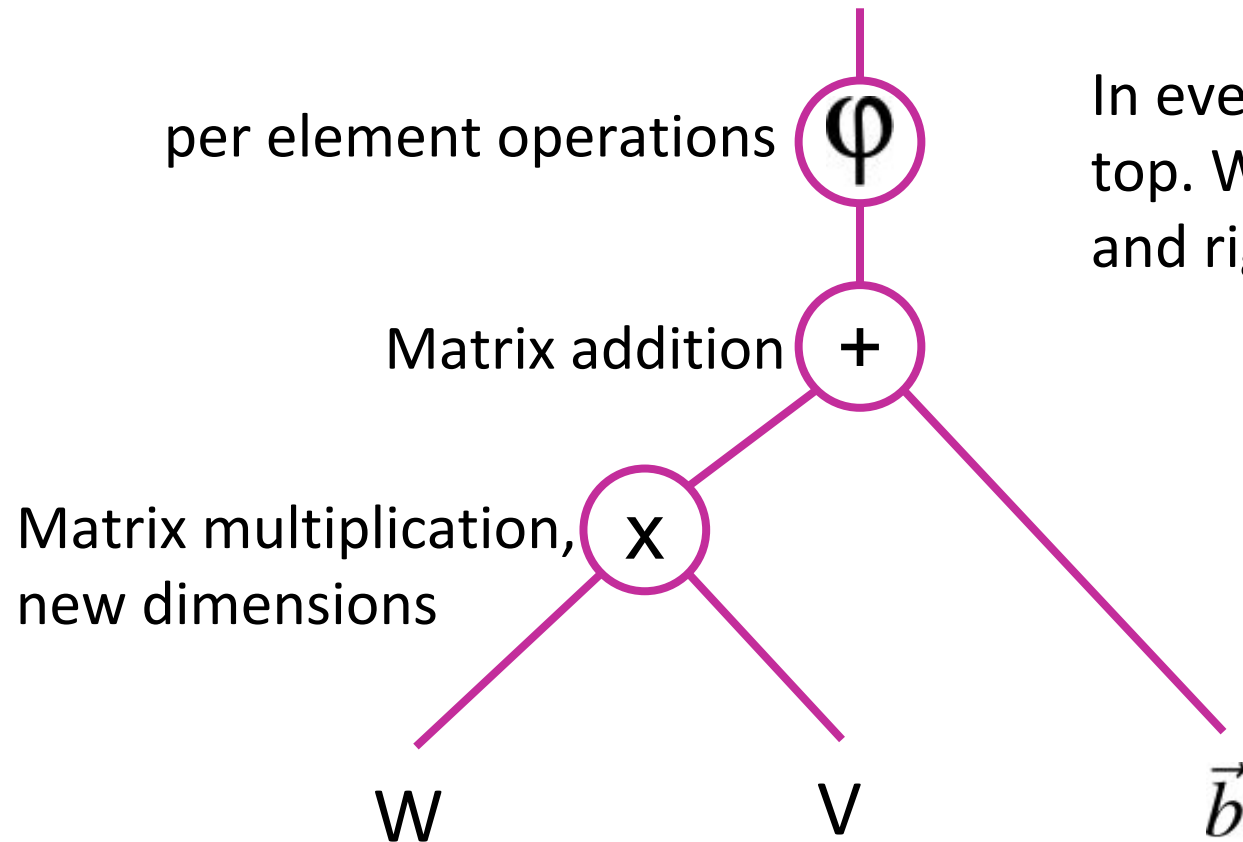 per element operations
φ
In eve
top. W
and ri
Matrix addition
+
Matrix multiplication,
new dimensions
x
W
V
b⃗